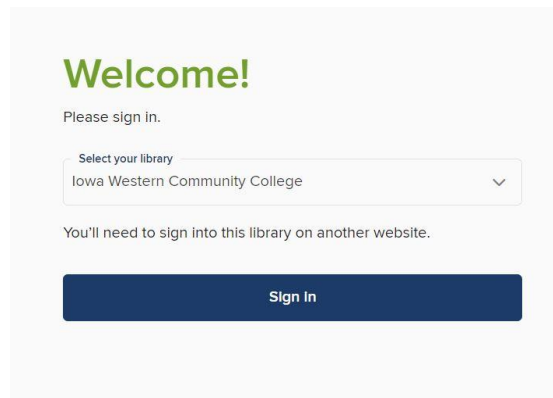 Welcome!
Please sign in.
Select your library
Iowa Western Community College
You'll need to sign into this library on another website.
Sign in